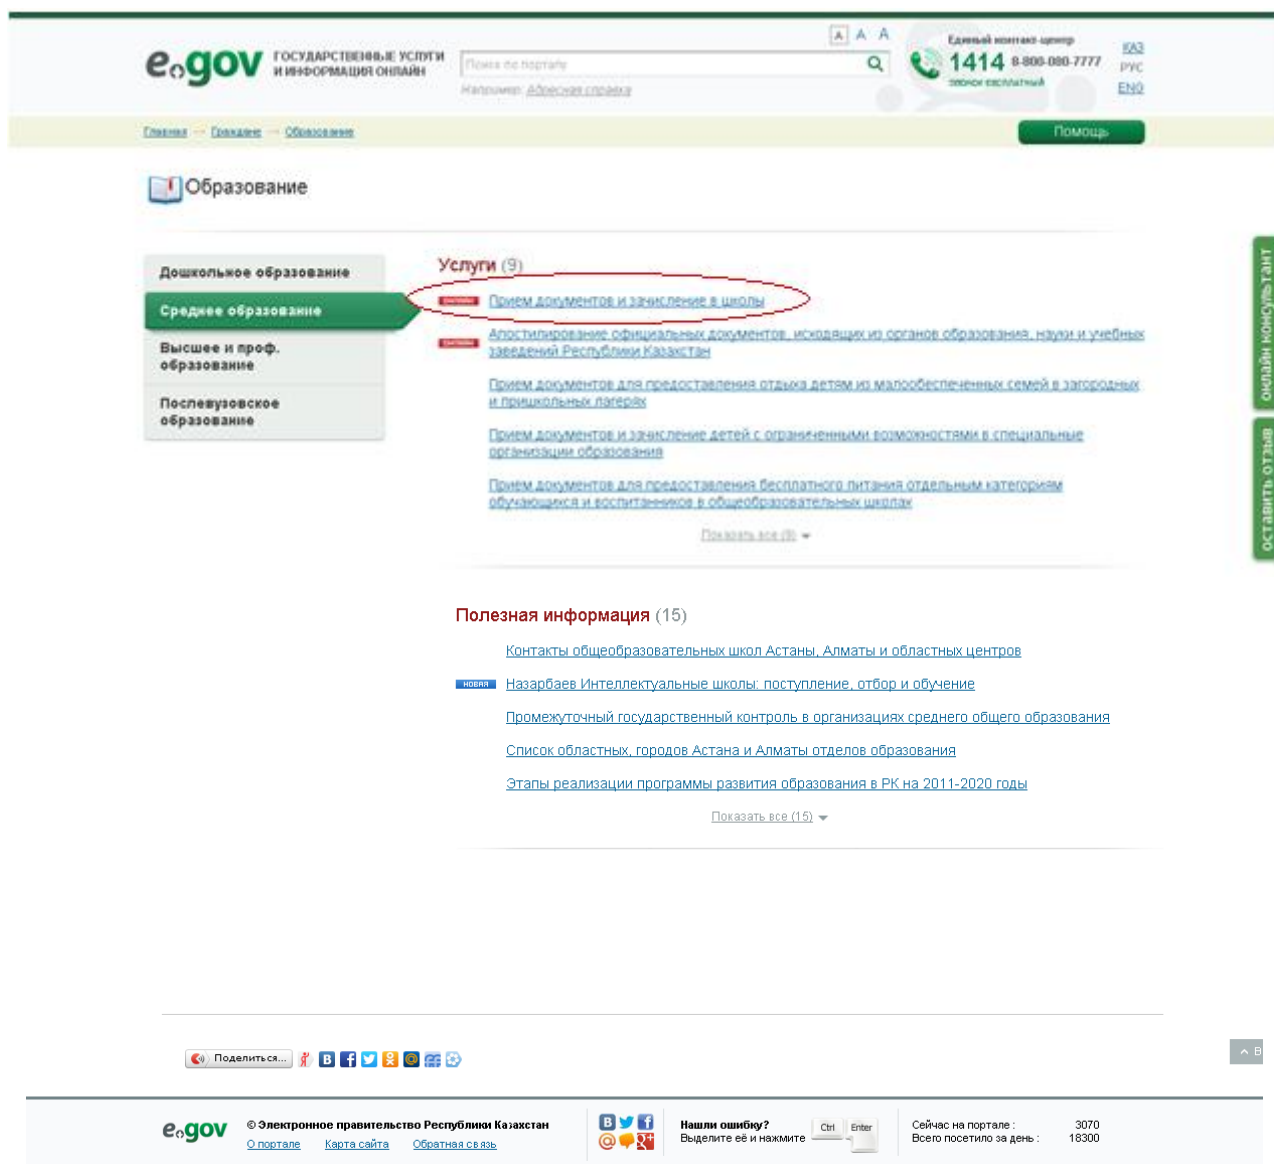 e.gov
ГОСУДАРСТВЕННЫЕ УСЛУГИ
И ИНФОРМАЦИЯ ОНЛАЙН
Поиск по порталу
Например: Адресная справка
А А А
Единый контакт-центр
1414 8-800-080-7777
звонок бесплатный
ҚАЗ
РУС
ENG
Главная → Граждане → Образование
Помощь
Образование
Дошкольное образование
Среднее образование
Высшее и проф.
образование
Послевузовское
образование
Услуги (9)
онлайн Прием документов и зачисление в школы
онлайн Апостилирование официальных документов, исходящих из органов образования, науки и учебных
заведений Республики Казахстан
Прием документов для предоставления отдыха детям из малообеспеченных семей в загородных
и пришкольных лагерях
Прием документов и зачисление детей с ограниченными возможностями в специальные
организации образования
Прием документов для предоставления бесплатного питания отдельным категориям
обучающихся и воспитанников в общеобразовательных школах
Показать все (9)
онлайн консультант
оставить отзыв
Полезная информация (15)
Контакты общеобразовательных школ Астаны, Алматы и областных центров
НОВАЯ Назарбаев Интеллектуальные школы: поступление, отбор и обучение
Промежуточный государственный контроль в организациях среднего общего образования
Список областных, городов Астана и Алматы отделов образования
Этапы реализации программы развития образования в РК на 2011-2020 годы
Показать все (15)
Поделиться...
В
e.gov
© Электронное правительство Республики Казахстан
О портале Карта сайта Обратная связь
Нашли ошибку?
Выделите её и нажмите Ctrl Enter
Сейчас на портале : 3070
Всего посетило за день : 18300